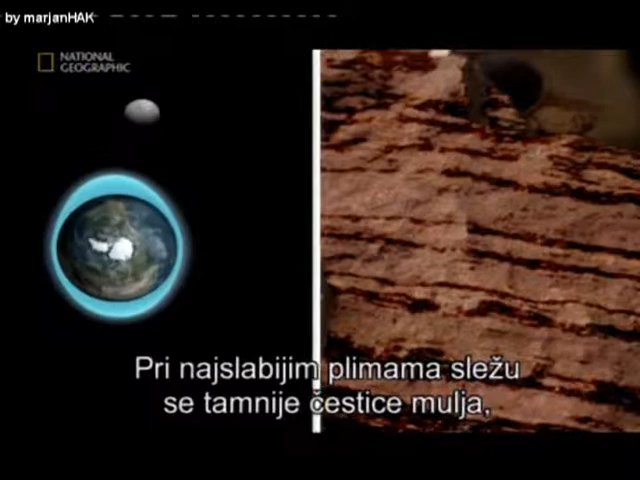 by marjanHAK
NATIONAL
GEOGRAPHIC
Pri najslabijim plimama sležu
se tamnije čestice mulja,